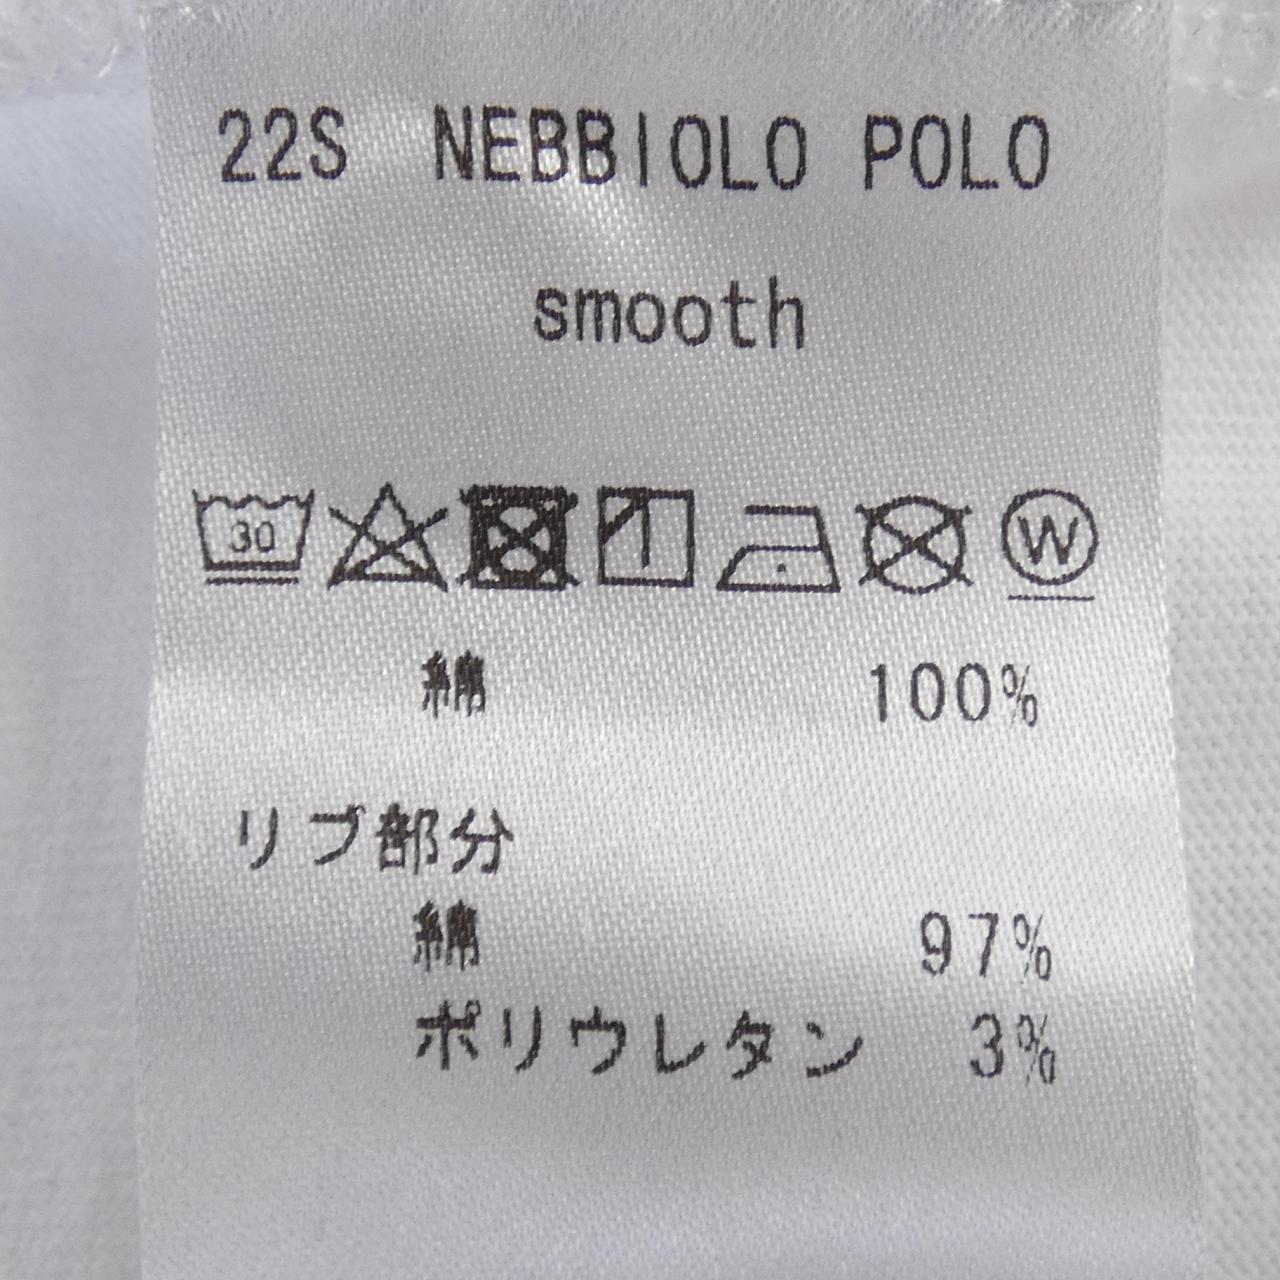 22S NEBBIOLO POLO
smooth
30 W
綿 100%
リブ部分
綿 97%
ポリウレタン 3%